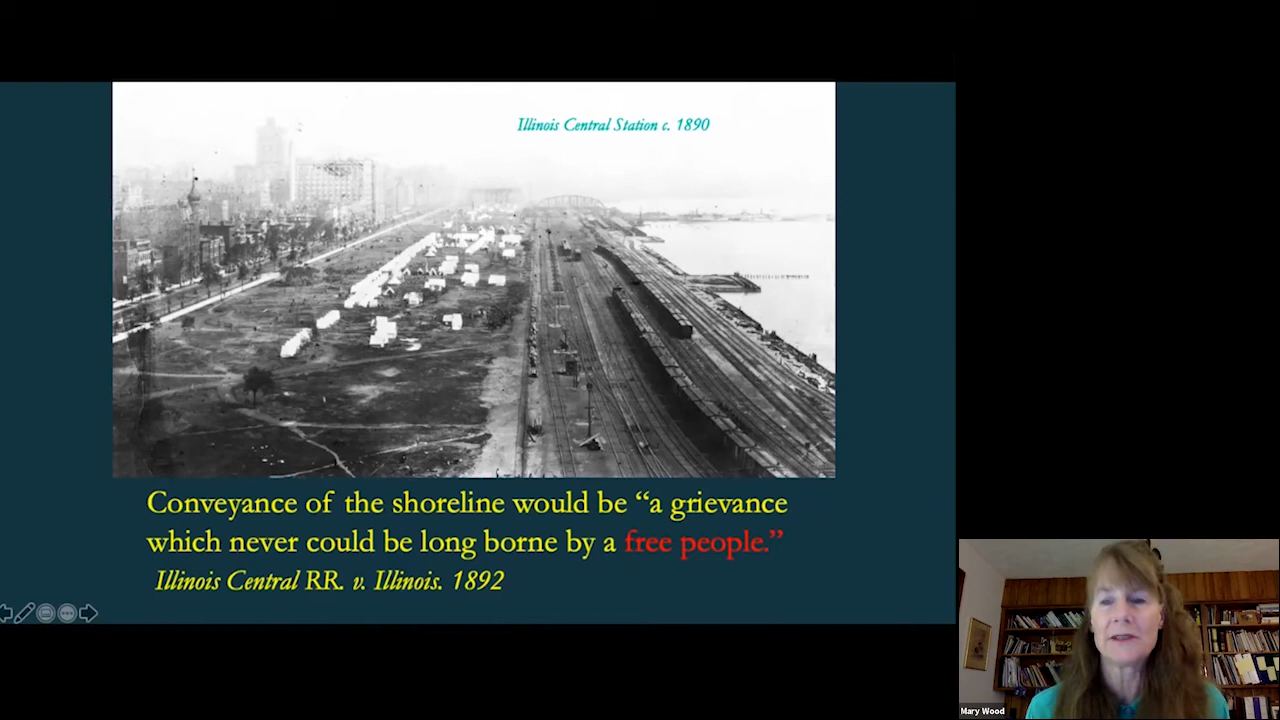 Illinois Central Station c. 1890
Conveyance of the shoreline would be “a grievance
which never could be long borne by a free people.”
Illinois Central RR. v. Illinois. 1892
Mary Wood